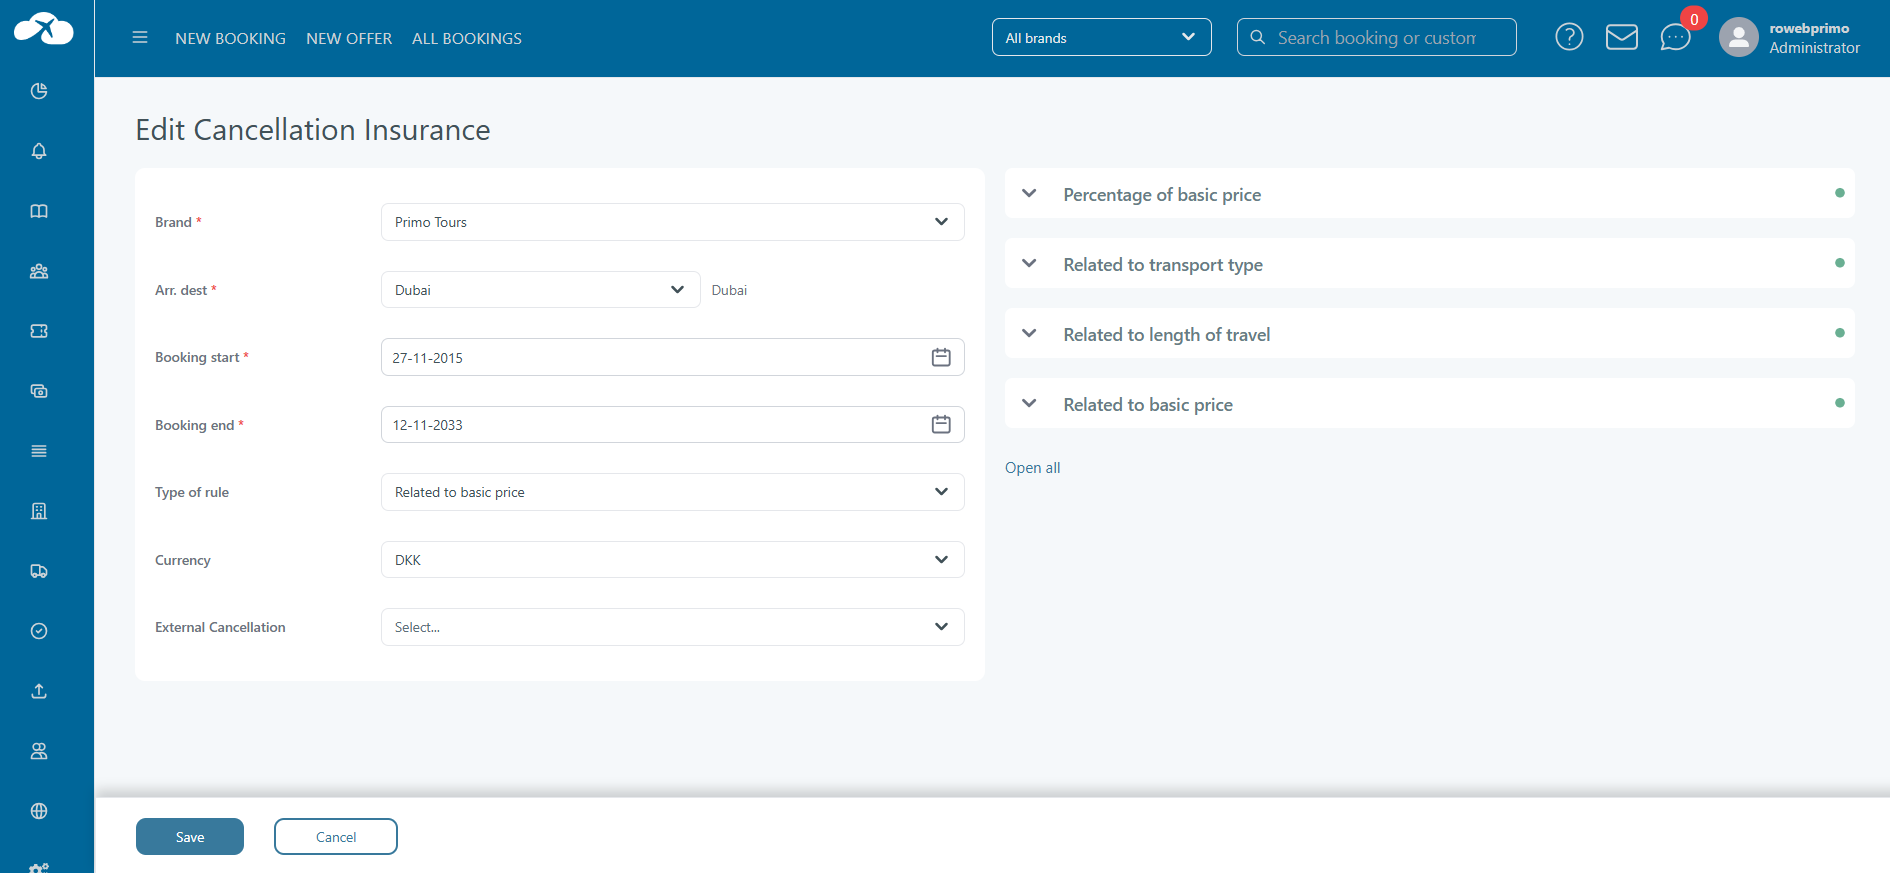 NEW BOOKING
NEW OFFER
ALL BOOKINGS
All brands
Search booking or custom
0
rowebprimo
Administrator
Edit Cancellation Insurance
Brand *
Primo Tours
Arr. dest *
Dubai
Dubai
Booking start *
27-11-2015
Booking end *
12-11-2033
Type of rule
Related to basic price
Currency
DKK
External Cancellation
Select...
Percentage of basic price
Related to transport type
Related to length of travel
Related to basic price
Open all
Save
Cancel